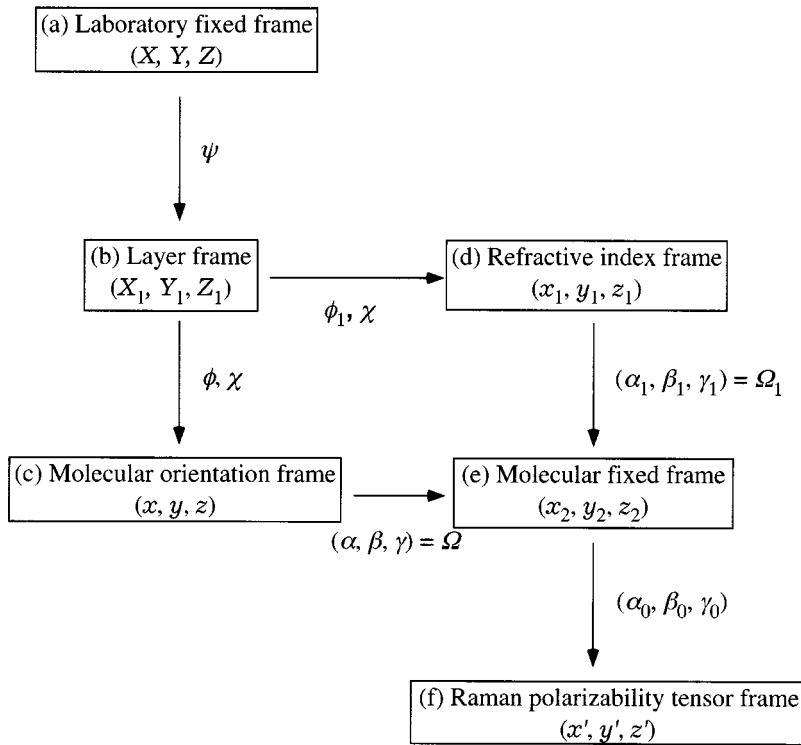 (a) Laboratory fixed frame
(X, Y, Z)
ψ
(b) Layer frame
(X₁, Y₁, Z₁)
(d) Refractive index frame
(x₁, y₁, z₁)
ϕ₁, χ
ϕ, χ
(α₁, β₁, γ₁) = Ω₁
(c) Molecular orientation frame
(x, y, z)
(e) Molecular fixed frame
(x₂, y₂, z₂)
(α, β, γ) = Ω
(α₀, β₀, γ₀)
(f) Raman polarizability tensor frame
(x′, y′, z′)